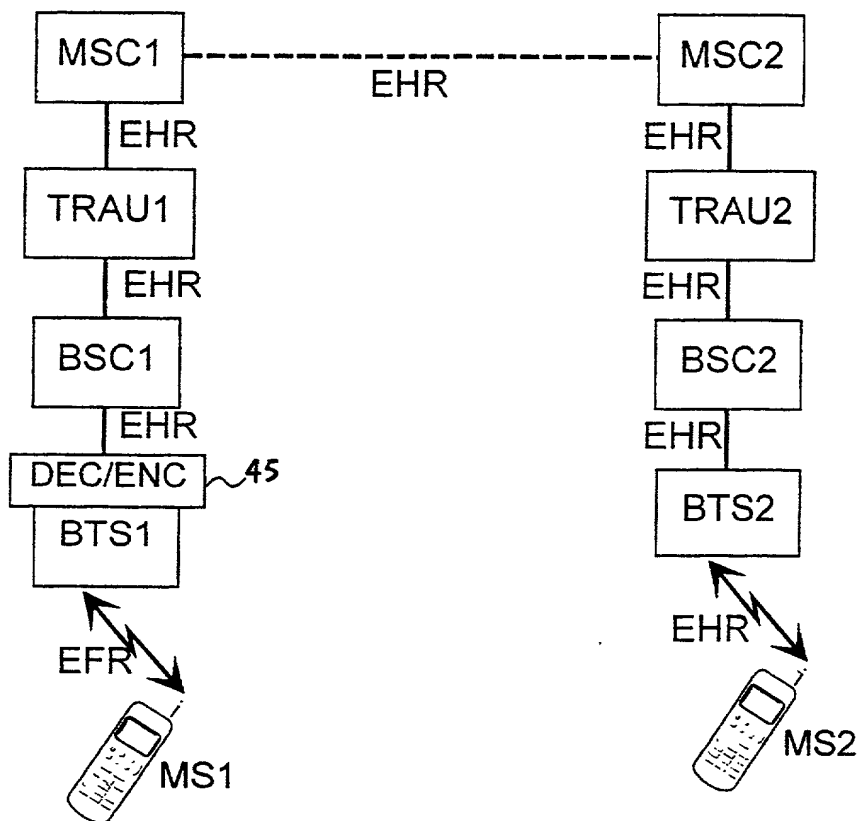 MSC1
MSC2
EHR
EHR
EHR
TRAU1
TRAU2
EHR
EHR
BSC1
BSC2
EHR
EHR
DEC/ENC
45
BTS1
BTS2
EFR
EHR
MS1
MS2